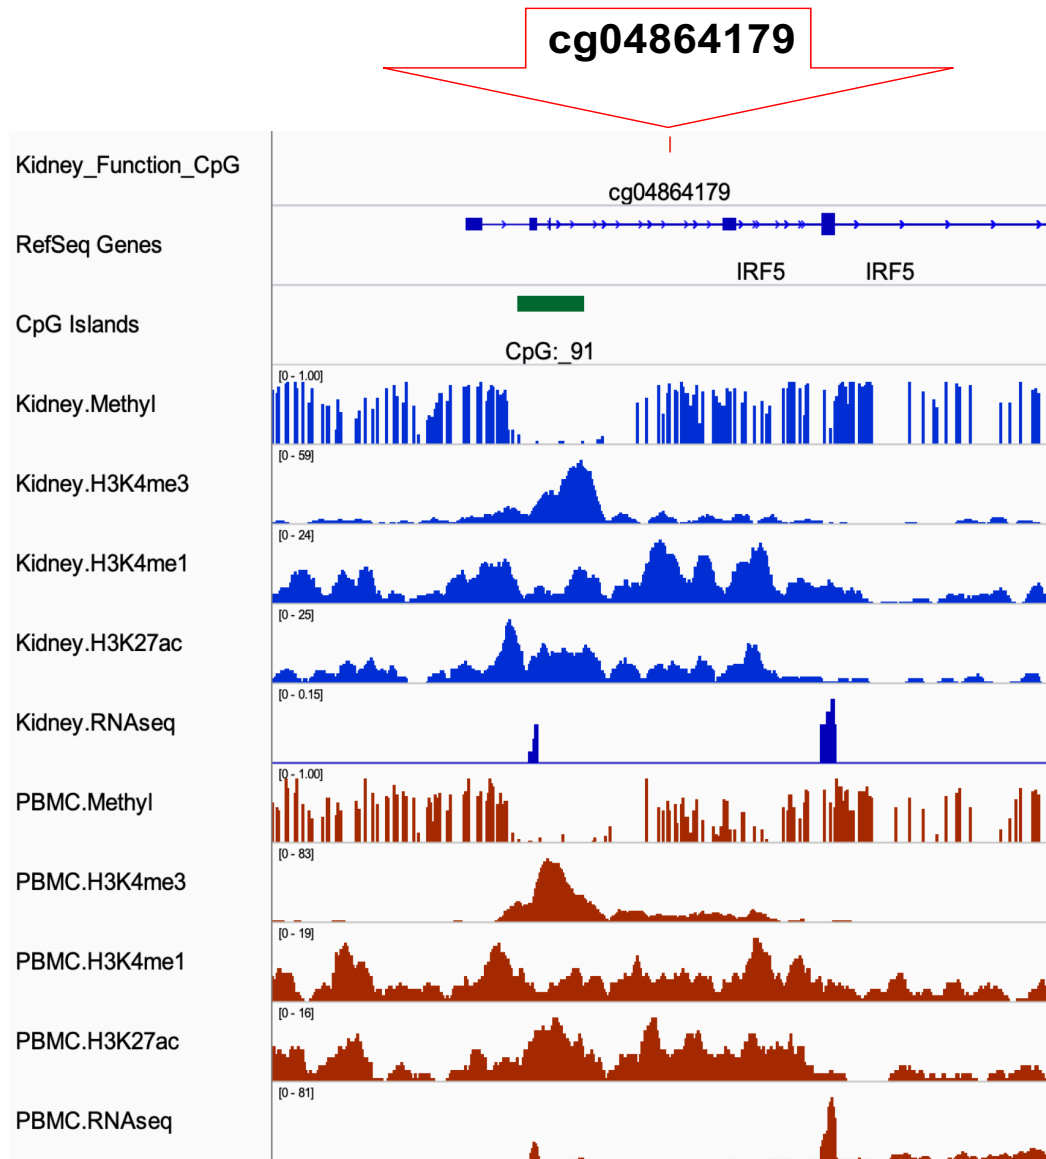 cg04864179
Kidney_Function_CpG
cg04864179
RefSeq Genes
IRF5 IRF5
CpG Islands
CpG:_91
[0 - 1.00]
Kidney.Methyl
[0 - 59]
Kidney.H3K4me3
[0 - 24]
Kidney.H3K4me1
[0 - 25]
Kidney.H3K27ac
[0 - 0.15]
Kidney.RNAseq
[0 - 1.00]
PBMC.Methyl
[0 - 83]
PBMC.H3K4me3
[0 - 19]
PBMC.H3K4me1
[0 - 16]
PBMC.H3K27ac
[0 - 81]
PBMC.RNAseq